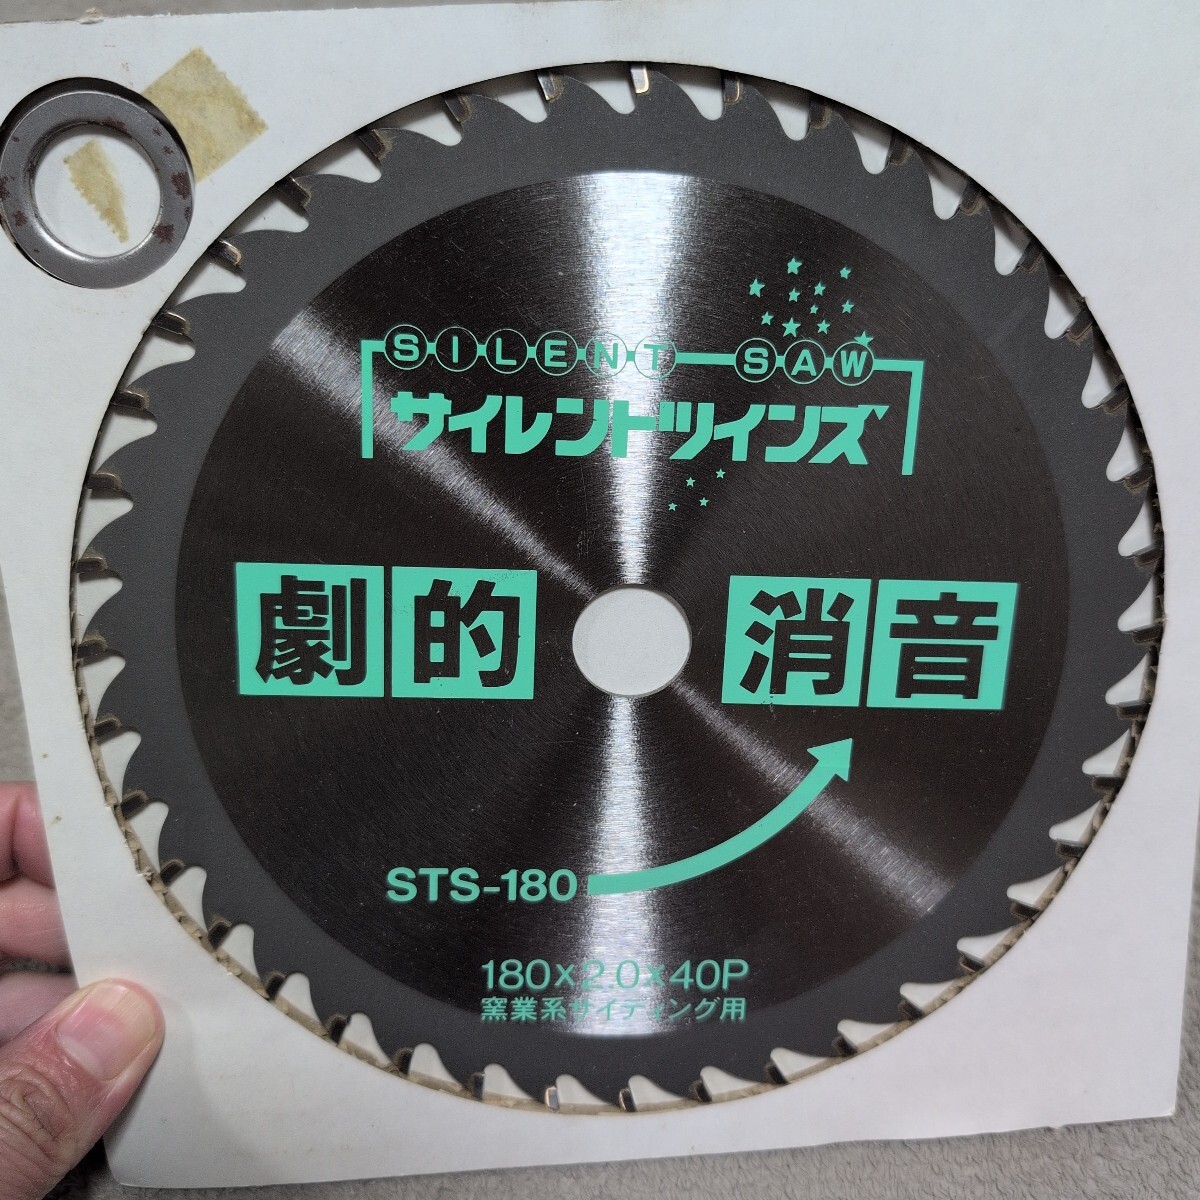 SILENT SAW
サイレントツインズ
劇的 消音
STS-180
180×2.0×40P
窯業系サイディング用